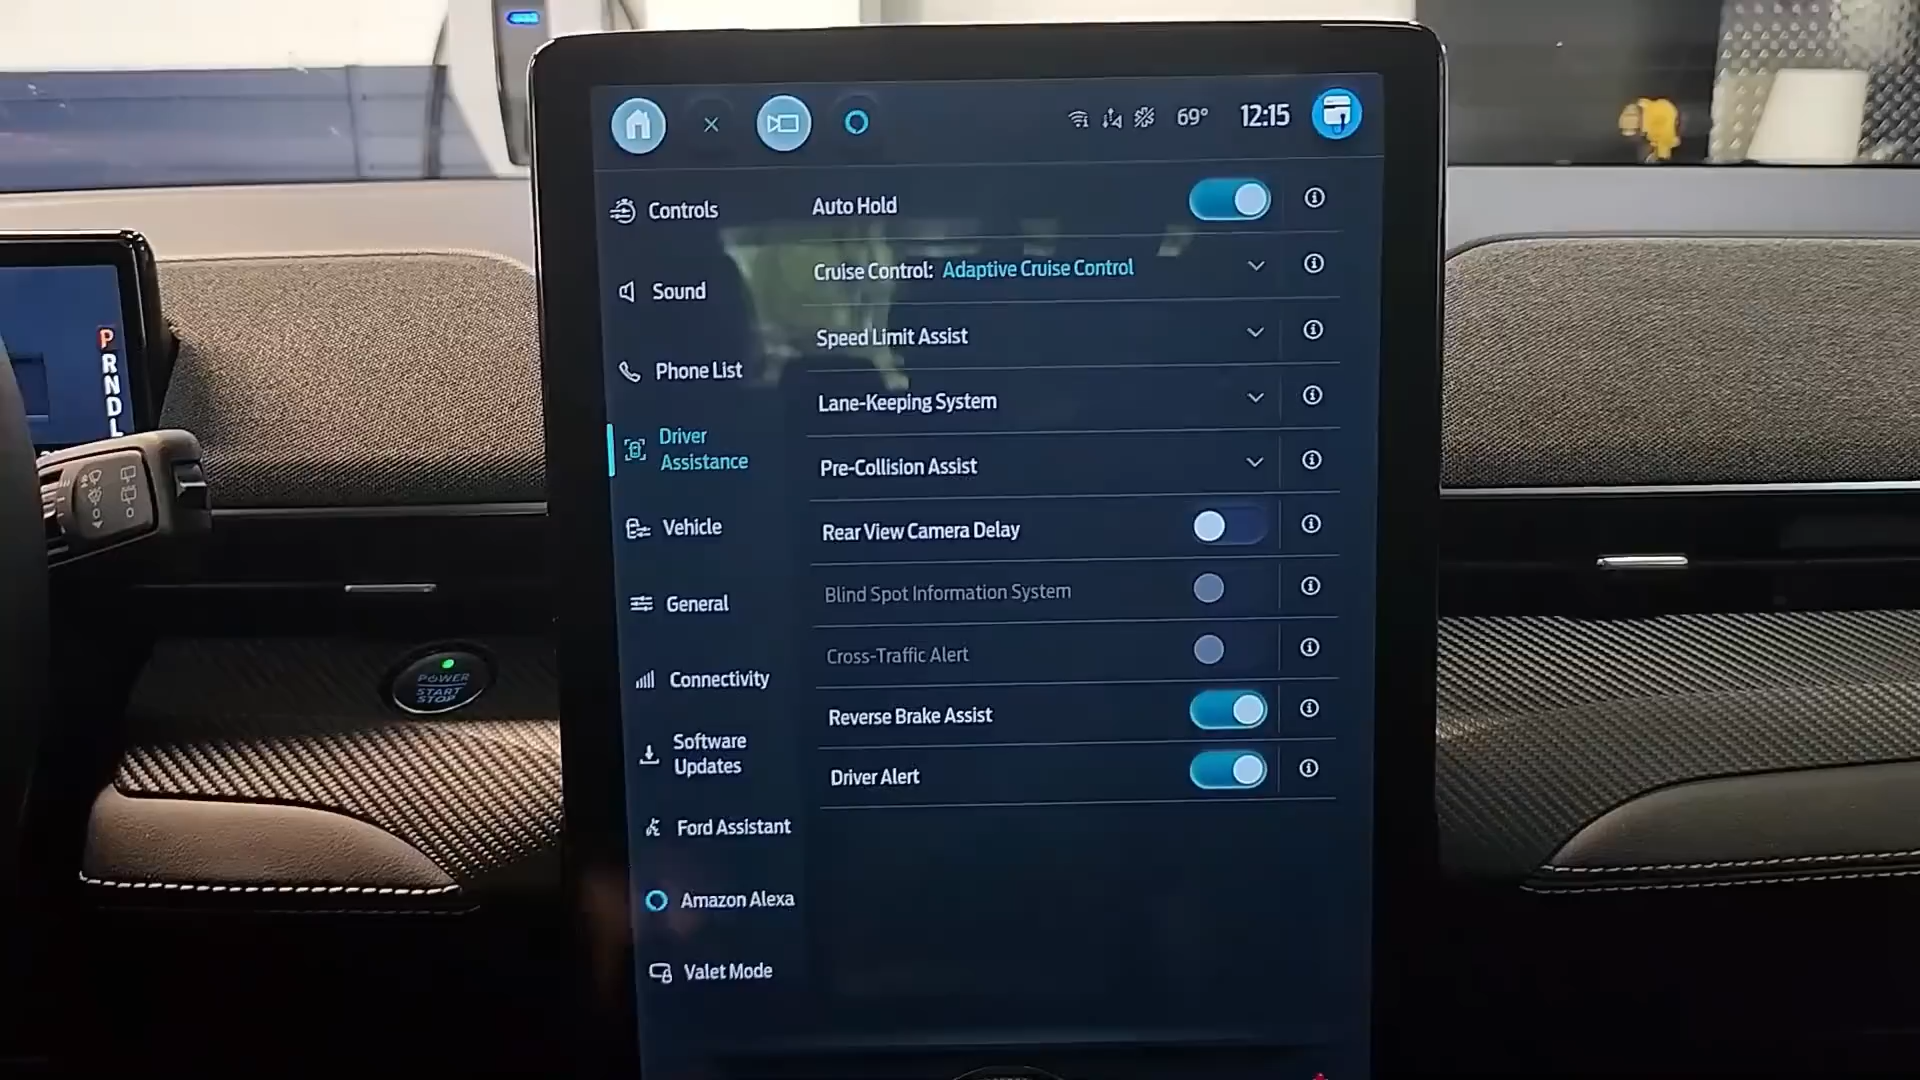 69° 12:15
Controls
Sound
Phone List
Driver
Assistance
Vehicle
General
Connectivity
Software
Updates
Ford Assistant
Amazon Alexa
Valet Mode
Auto Hold
Cruise Control: Adaptive Cruise Control
Speed Limit Assist
Lane-Keeping System
Pre-Collision Assist
Rear View Camera Delay
Blind Spot Information System
Cross-Traffic Alert
Reverse Brake Assist
Driver Alert
P
R
N
D
L
POWER
START
STOP